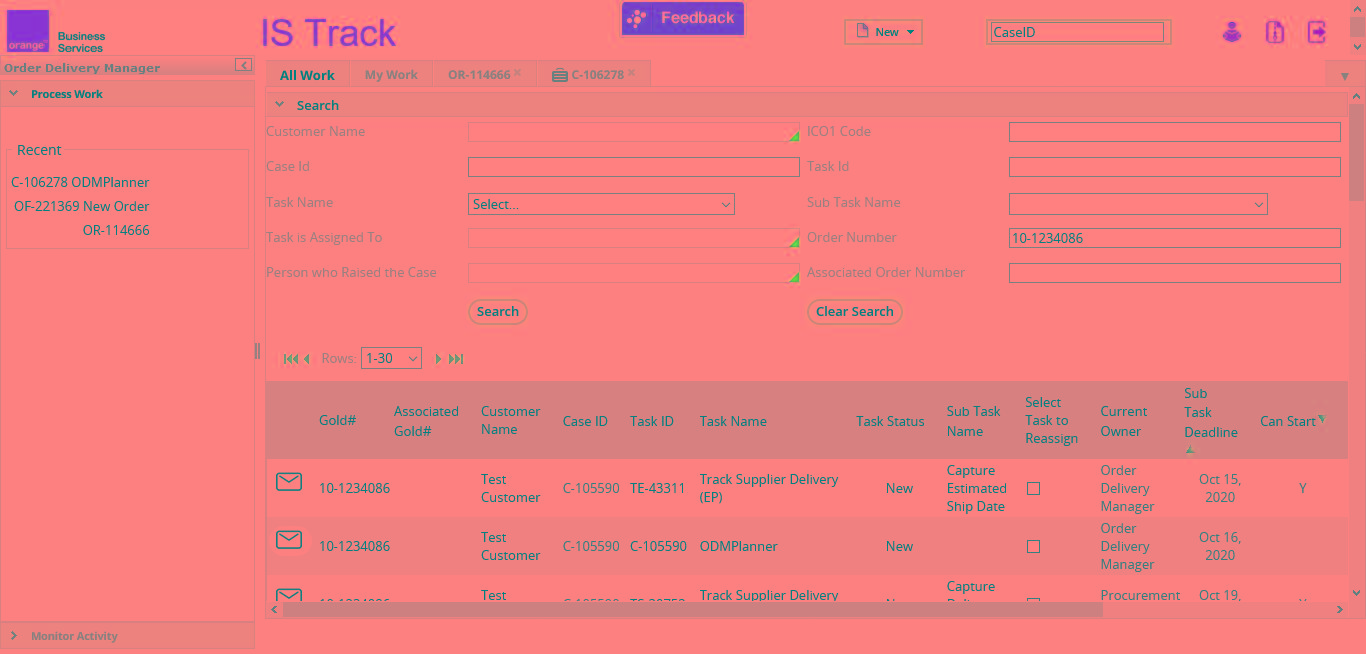 orange™
Business
Services
IS Track
Feedback
New
CaseID
Order Delivery Manager
All Work
My Work
OR-114666
C-106278
Process Work
Search
Recent
C-106278 ODMPlanner
OF-221369 New Order
OR-114666
Customer Name
ICO1 Code
Case Id
Task Id
Task Name
Select...
Sub Task Name
Task is Assigned To
Order Number
10-1234086
Person who Raised the Case
Associated Order Number
Search
Clear Search
Rows:
1-30
Gold#
Associated
Gold#
Customer
Name
Case ID
Task ID
Task Name
Task Status
Sub Task
Name
Select
Task to
Reassign
Current
Owner
Sub
Task
Deadline
Can Start
10-1234086
Test
Customer
C-105590
TE-43311
Track Supplier Delivery
(EP)
New
Capture
Estimated
Ship Date
Order
Delivery
Manager
Oct 15,
2020
Y
10-1234086
Test
Customer
C-105590
C-105590
ODMPlanner
New
Order
Delivery
Manager
Oct 16,
2020
Test
Track Supplier Delivery
Capture
Procurement
Oct 19,
Monitor Activity